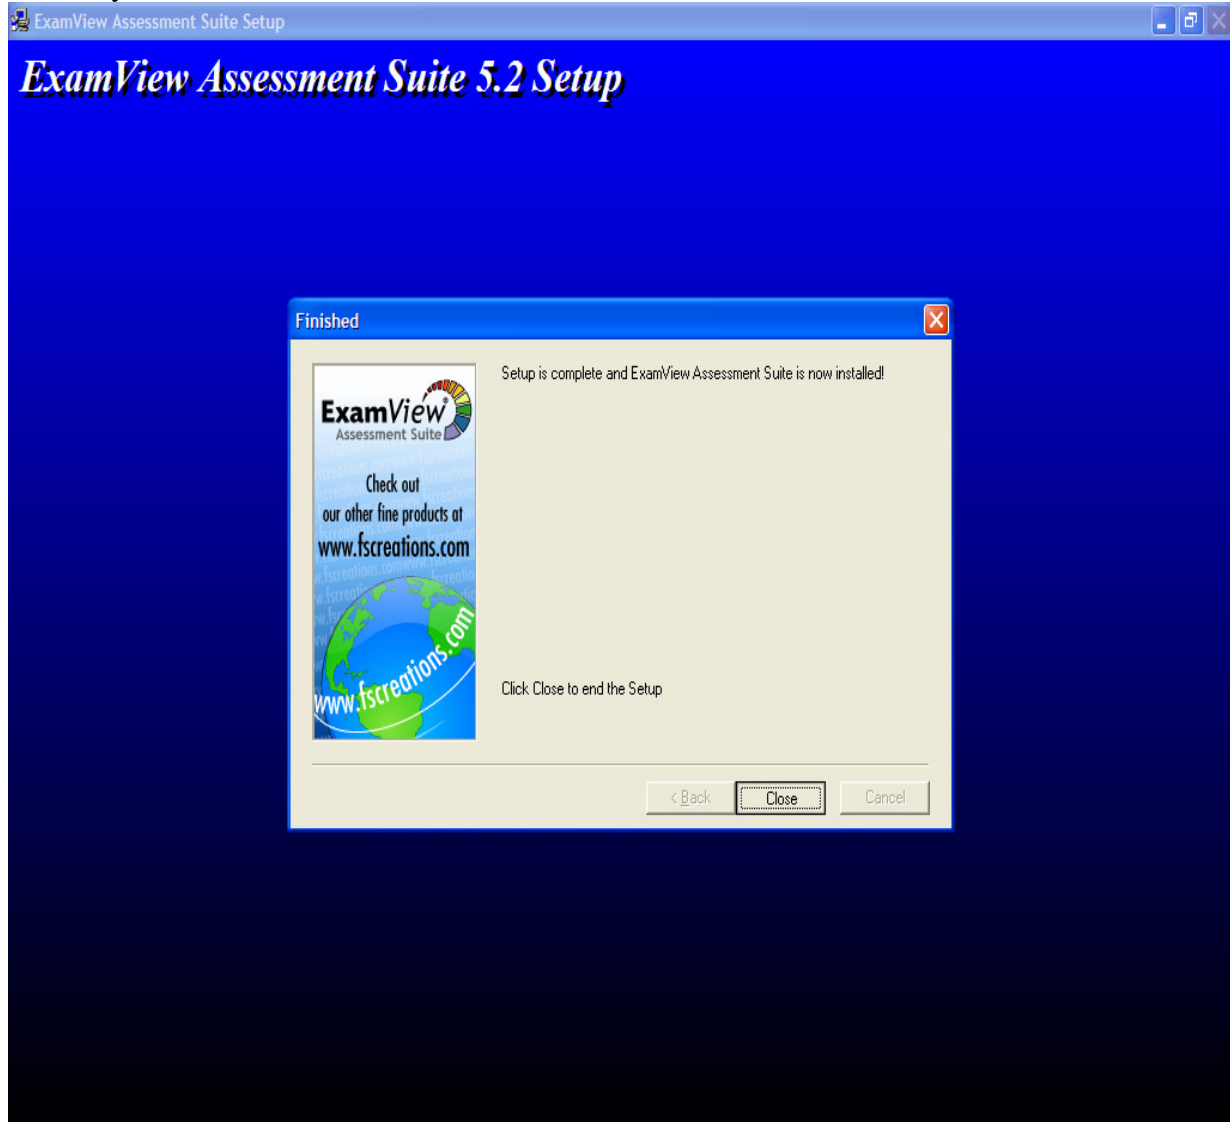 ExamView Assessment Suite Setup
ExamView Assessment Suite 5.2 Setup
Finished
Setup is complete and ExamView Assessment Suite is now installed!
ExamView®
Assessment Suite
Check out
our other fine products at
www.fscreations.com
www.fscreations.com
Click Close to end the Setup
< Back
Close
Cancel